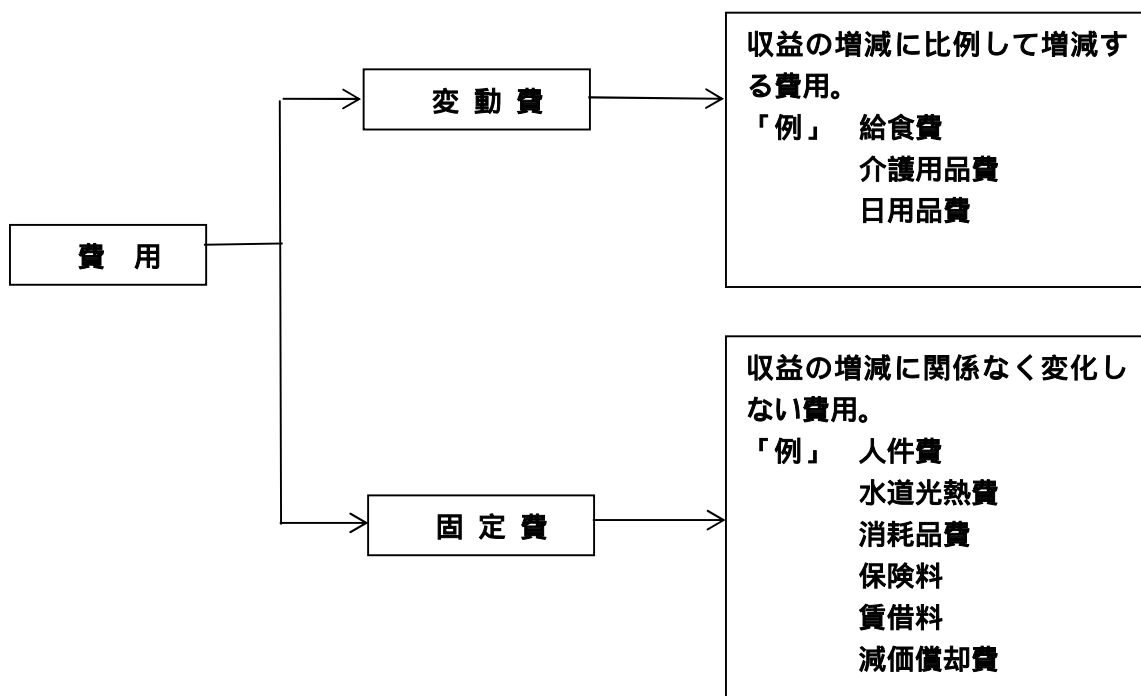 費 用
変 動 費
収益の増減に比例して増減す
る費用。
「例」 給食費
介護用品費
日用品費
固 定 費
収益の増減に関係なく変化し
ない費用。
「例」 人件費
水道光熱費
消耗品費
保険料
賃借料
減価償却費